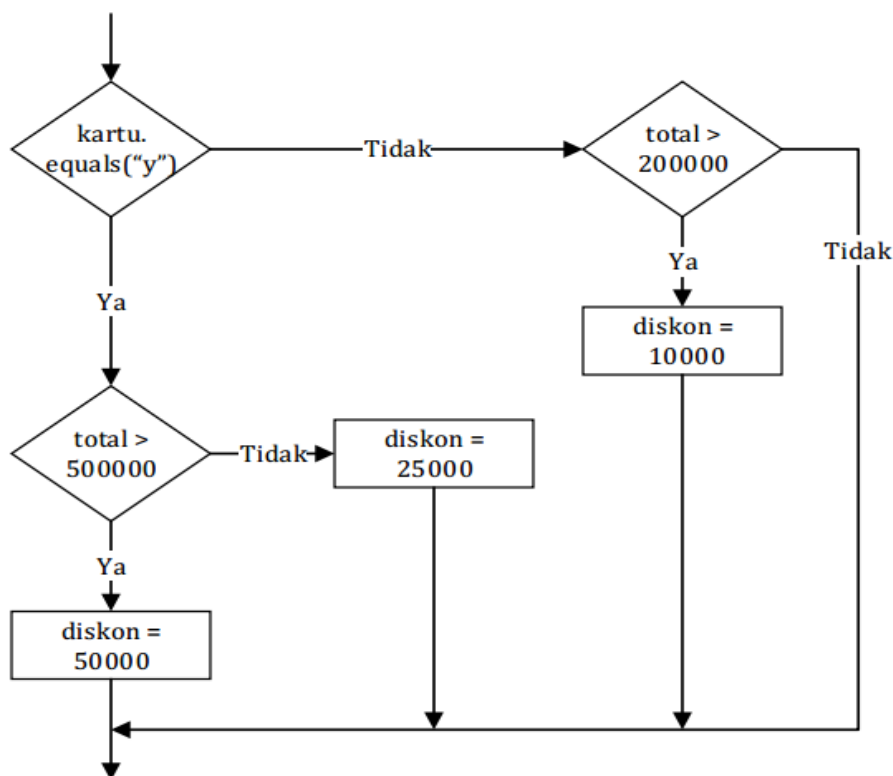 kartu.
equals(“y”)
Tidak
total >
200000
Tidak
Ya
Ya
diskon =
10000
total >
500000
Tidak
diskon =
25000
Ya
diskon =
50000